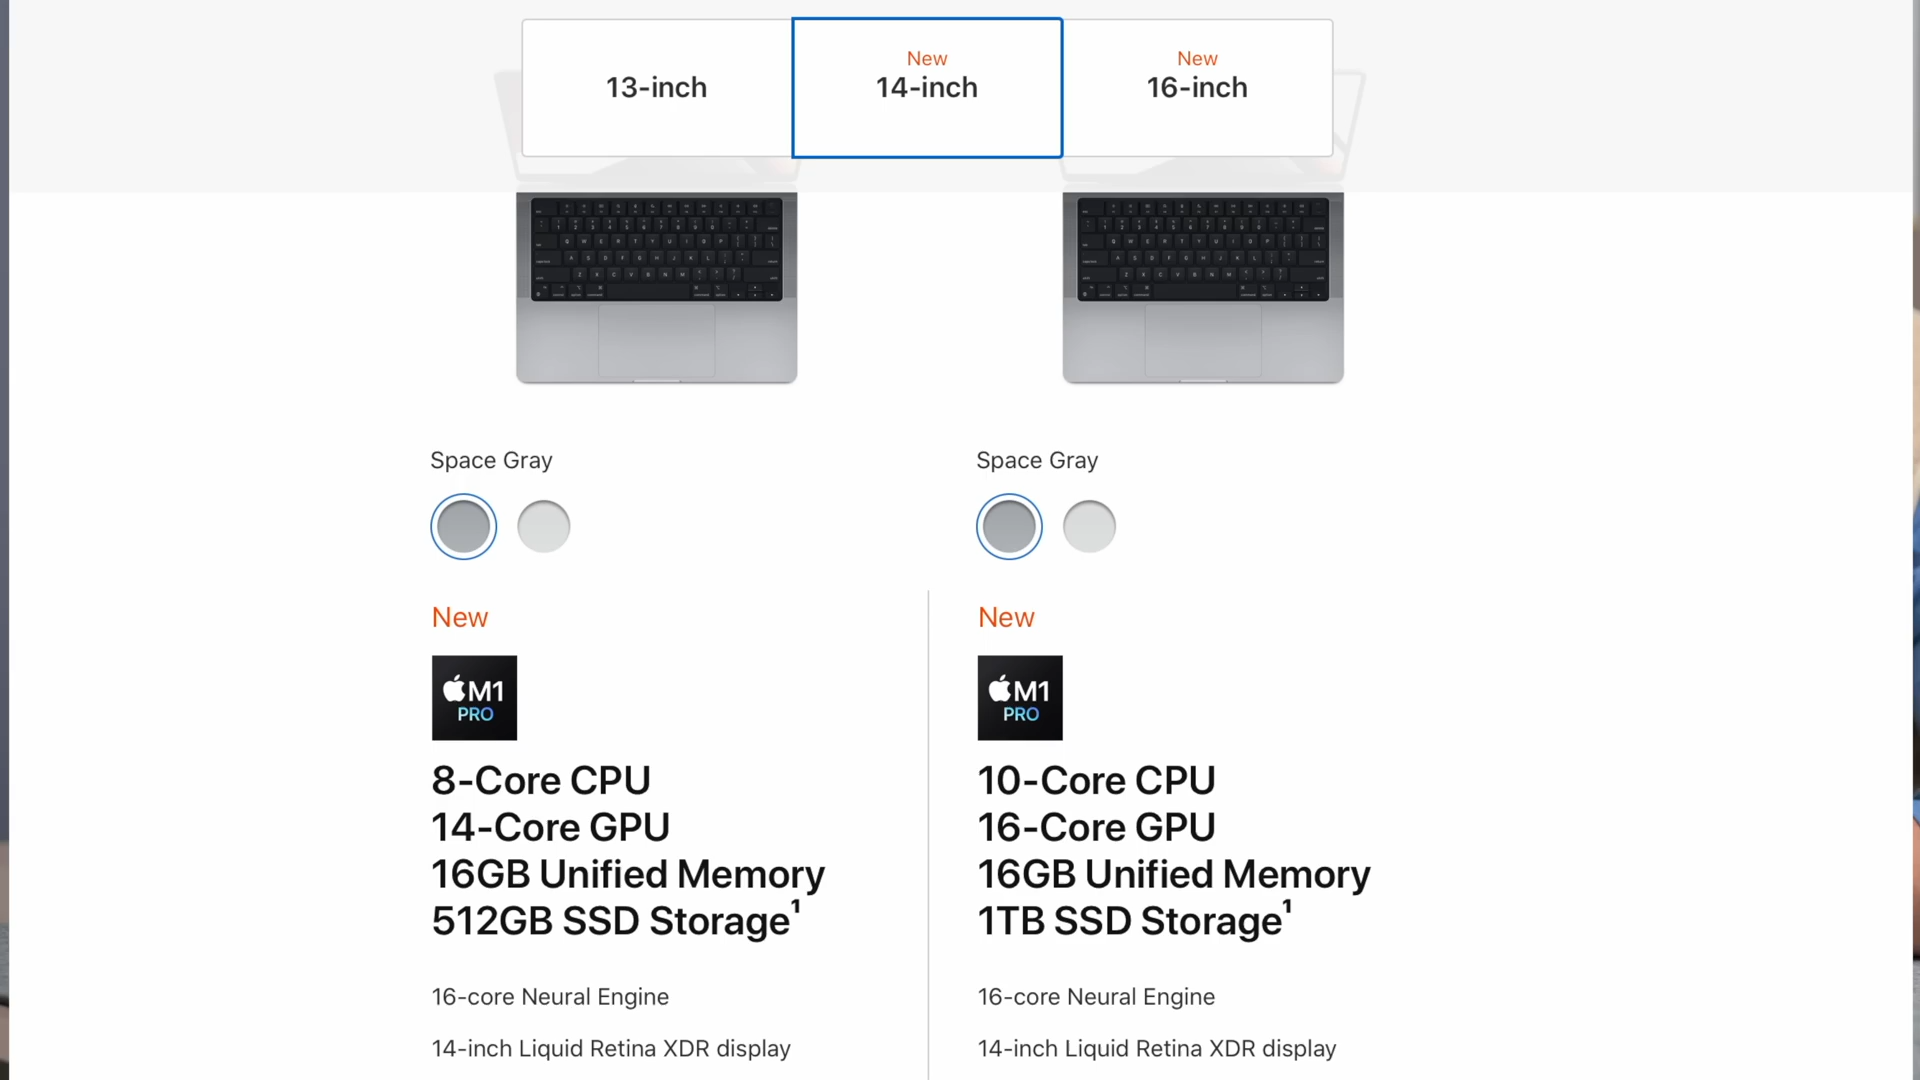 13-inch
New
14-inch
New
16-inch
Space Gray
Space Gray
New
M1
PRO
8-Core CPU
14-Core GPU
16GB Unified Memory
512GB SSD Storage¹
16-core Neural Engine
14-inch Liquid Retina XDR display
New
M1
PRO
10-Core CPU
16-Core GPU
16GB Unified Memory
1TB SSD Storage¹
16-core Neural Engine
14-inch Liquid Retina XDR display